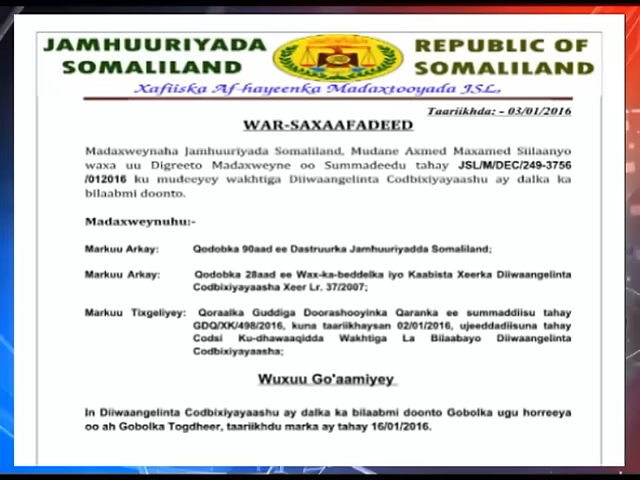 JAMHUURIYADA SOMALILAND
REPUBLIC OF SOMALILAND
Xafiiska Af-hayeenka Madaxtooyada JSL,
Taariikhda: - 03/01/2016
WAR-SAXAAFADEED
Madaxweynaha Jamhuuriyada Somaliland, Mudane Axmed Maxamed Siilaanyo
waxa uu Digreeto Madaxweyne oo Summadeedu tahay JSL/M/DEC/249-3756
/012016 ku mudeeyey wakhtiga Diiwaangelinta Codbixiyayaashu ay dalka ka
bilaabmi doonto.
Madaxweynuhu:-
Markuu Arkay: Qodobka 90aad ee Dastruurka Jamhuuriyadda Somaliland;
Markuu Arkay: Qodobka 28aad ee Wax-ka-beddelka iyo Kaabista Xeerka Diiwaangelinta
Codbixiyayaasha Xeer Lr. 37/2007;
Markuu Tixgeliyey: Qoraalka Guddiga Doorashooyinka Qaranka ee summaddiisu tahay
GDQ/XK/498/2016, kuna taariikhaysan 02/01/2016, ujeeddadiisuna tahay
Codsi Ku-dhawaaqidda Wakhtiga La Bilaabayo Diiwaangelinta
Codbixiyayaasha;
Wuxuu Go'aamiyey
In Diiwaangelinta Codbixiyayaashu ay dalka ka bilaabmi doonto Gobolka ugu horreeya
oo ah Gobolka Togdheer, taariikhdu marka ay tahay 16/01/2016.